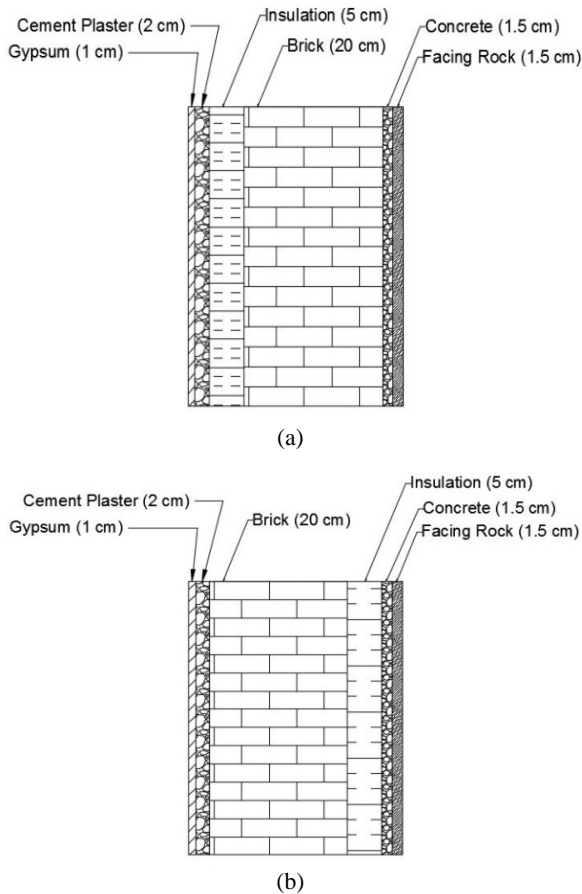 Insulation (5 cm)
Cement Plaster (2 cm)
Concrete (1.5 cm)
Brick (20 cm)
Gypsum (1 cm)
Facing Rock (1.5 cm)
(a)
Insulation (5 cm)
Cement Plaster (2 cm)
Concrete (1.5 cm)
Gypsum (1 cm)
Brick (20 cm)
Facing Rock (1.5 cm)
(b)